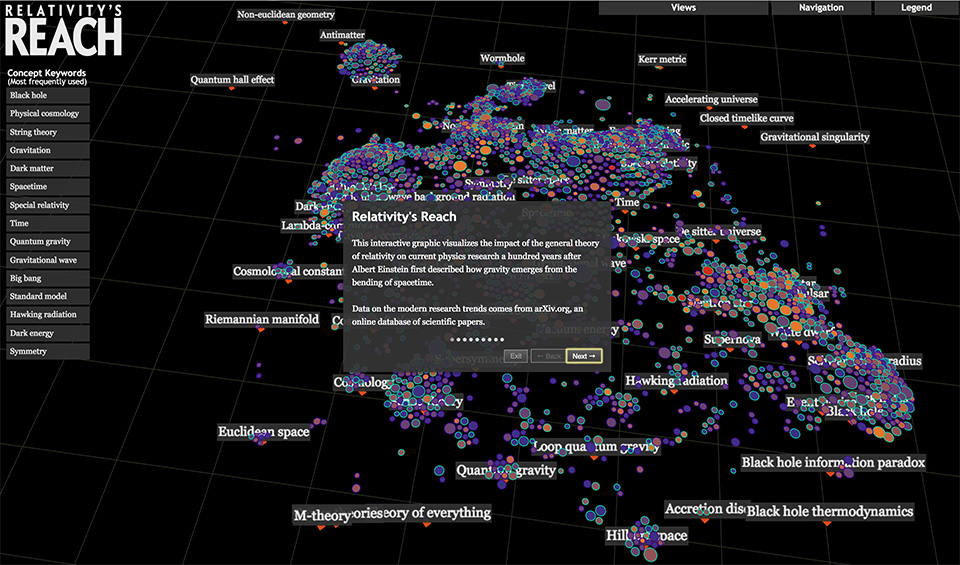 RELATIVITY'S
REACH
Views
Navigation
Legend
Concept Keywords
(Most frequently used)
Black hole
Physical cosmology
String theory
Gravitation
Dark matter
Spacetime
Special relativity
Time
Quantum gravity
Gravitational wave
Big bang
Standard model
Hawking radiation
Dark energy
Symmetry
Non-euclidean geometry
Antimatter
Wormhole
Kerr metric
Quantum hall effect
Gravitation
Accelerating universe
Closed timelike curve
Gravitational singularity
background radiation
Time
De sitter universe
space
Cosmological constant
Riemannian manifold
Supernova
Hawking radiation
Cosmology
Euclidean space
Loop quantum gravity
Quantum gravity
Black hole
Black hole information paradox
M-theory
theory of everything
Accretion
Black hole thermodynamics
space
Relativity's Reach
This interactive graphic visualizes the impact of the general theory
of relativity on current physics research a hundred years after
Albert Einstein first described how gravity emerges from the
bending of spacetime.
Data on the modern research trends comes from arXiv.org, an
online database of scientific papers.
Exit
← Back
Next →